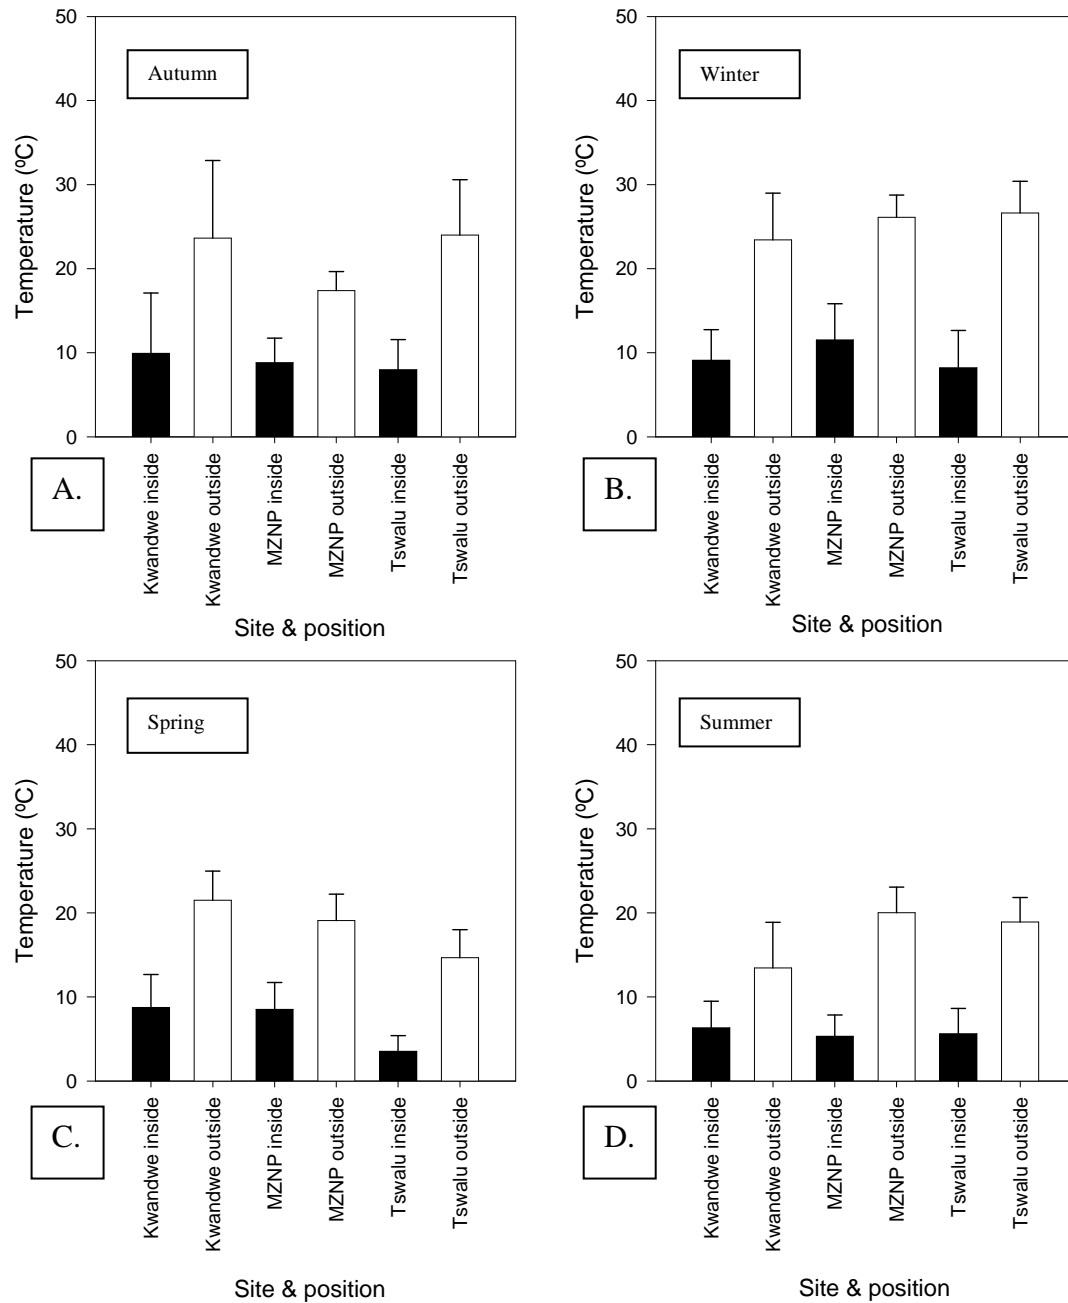 50
40
30
20
10
0
Temperature (ºC)
Autumn
A.
Kwandwe inside
Kwandwe outside
MZNP inside
MZNP outside
Tswalu inside
Tswalu outside
Site & position
50
40
30
20
10
0
Temperature (ºC)
Winter
B.
Kwandwe inside
Kwandwe outside
MZNP inside
MZNP outside
Tswalu inside
Tswalu outside
Site & position
50
40
30
20
10
0
Temperature (ºC)
Spring
C.
Kwandwe inside
Kwandwe outside
MZNP inside
MZNP outside
Tswalu inside
Tswalu outside
Site & position
50
40
30
20
10
0
Temperature (ºC)
Summer
D.
Kwandwe inside
Kwandwe outside
MZNP inside
MZNP outside
Tswalu inside
Tswalu outside
Site & position